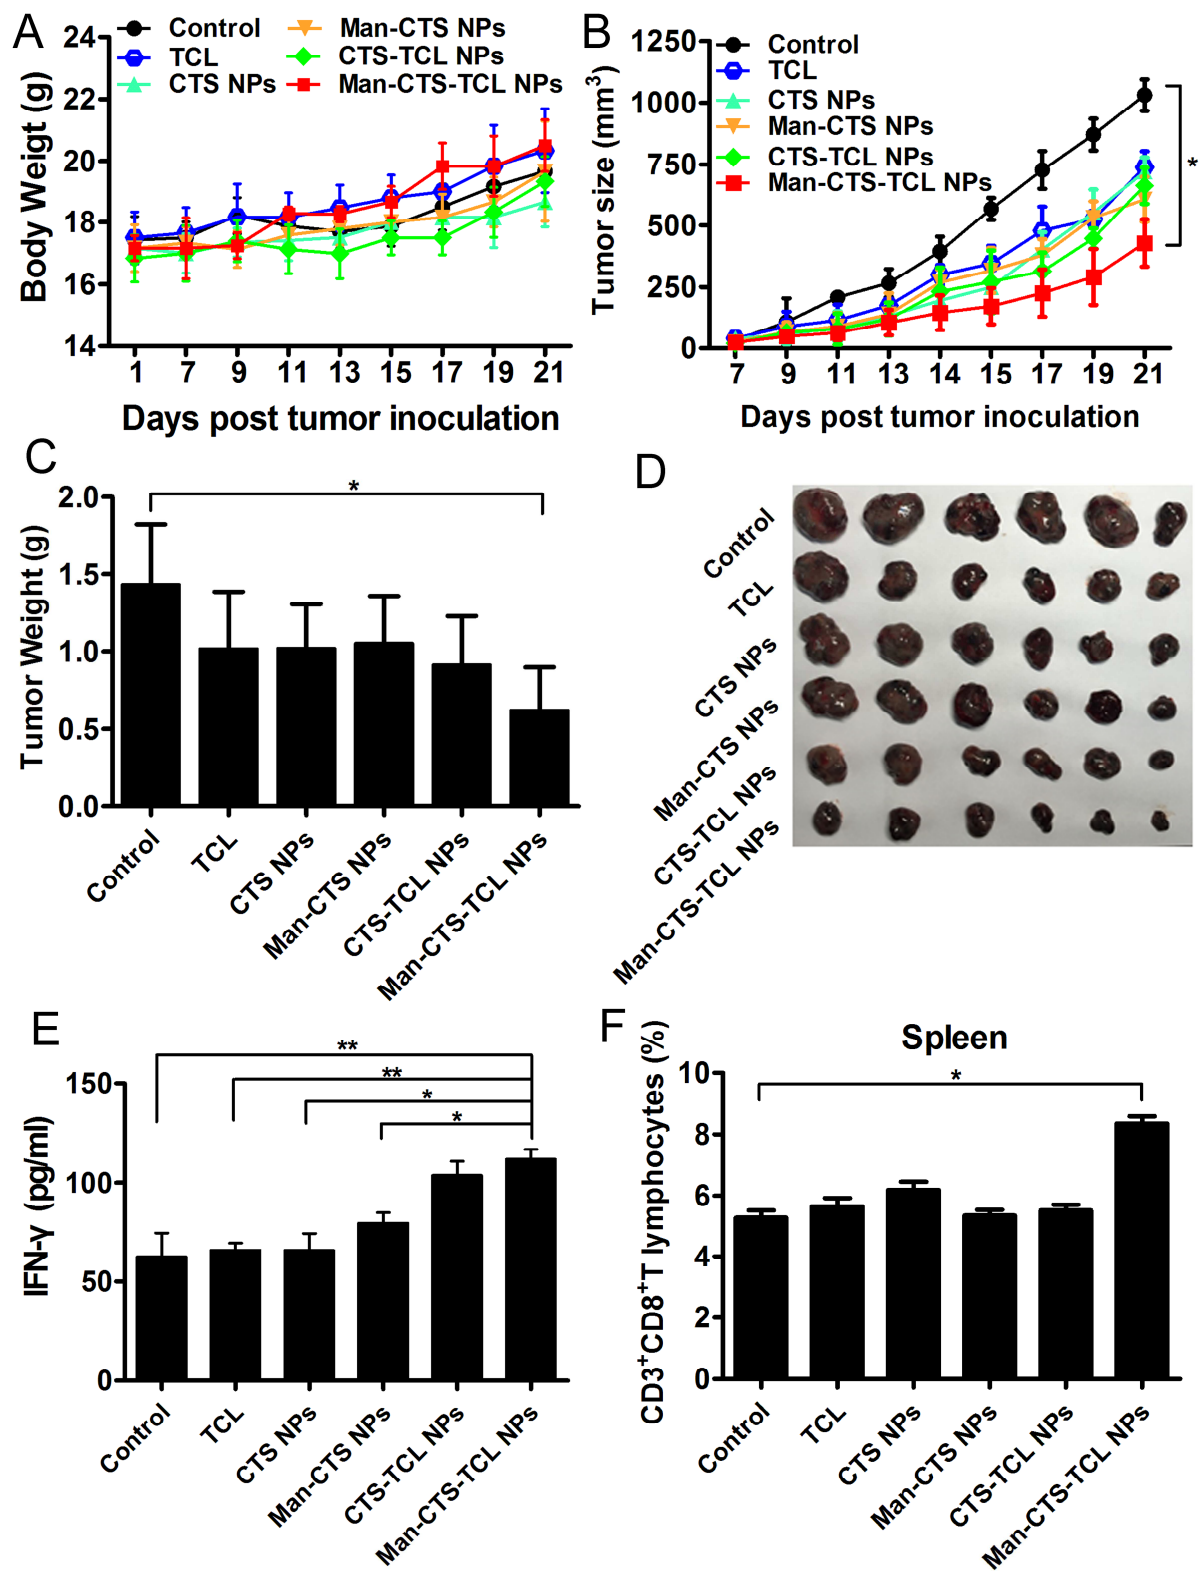 A
Control
TCL
CTS NPs
Man-CTS NPs
CTS-TCL NPs
Man-CTS-TCL NPs
Body Weigt (g)
24
22
20
18
16
14
1 7 9 11 13 15 17 19 21
Days post tumor inoculation
B
Control
TCL
CTS NPs
Man-CTS NPs
CTS-TCL NPs
Man-CTS-TCL NPs
Tumor size (mm³)
1250
1000
750
500
250
0
*
7 9 11 13 14 15 17 19 21
Days post tumor inoculation
C
Tumor Weight (g)
2.0
1.5
1.0
0.5
0.0
*
Control
TCL
CTS NPs
Man-CTS NPs
CTS-TCL NPs
Man-CTS-TCL NPs
D
Control
TCL
CTS NPs
Man-CTS NPs
CTS-TCL NPs
Man-CTS-TCL NPs
E
IFN-γ (pg/ml)
150
100
50
0
**
**
*
*
Control
TCL
CTS NPs
Man-CTS NPs
CTS-TCL NPs
Man-CTS-TCL NPs
F
Spleen
CD3⁺CD8⁺T lymphocytes (%)
10
8
6
4
2
0
*
Control
TCL
CTS NPs
Man-CTS NPs
CTS-TCL NPs
Man-CTS-TCL NPs